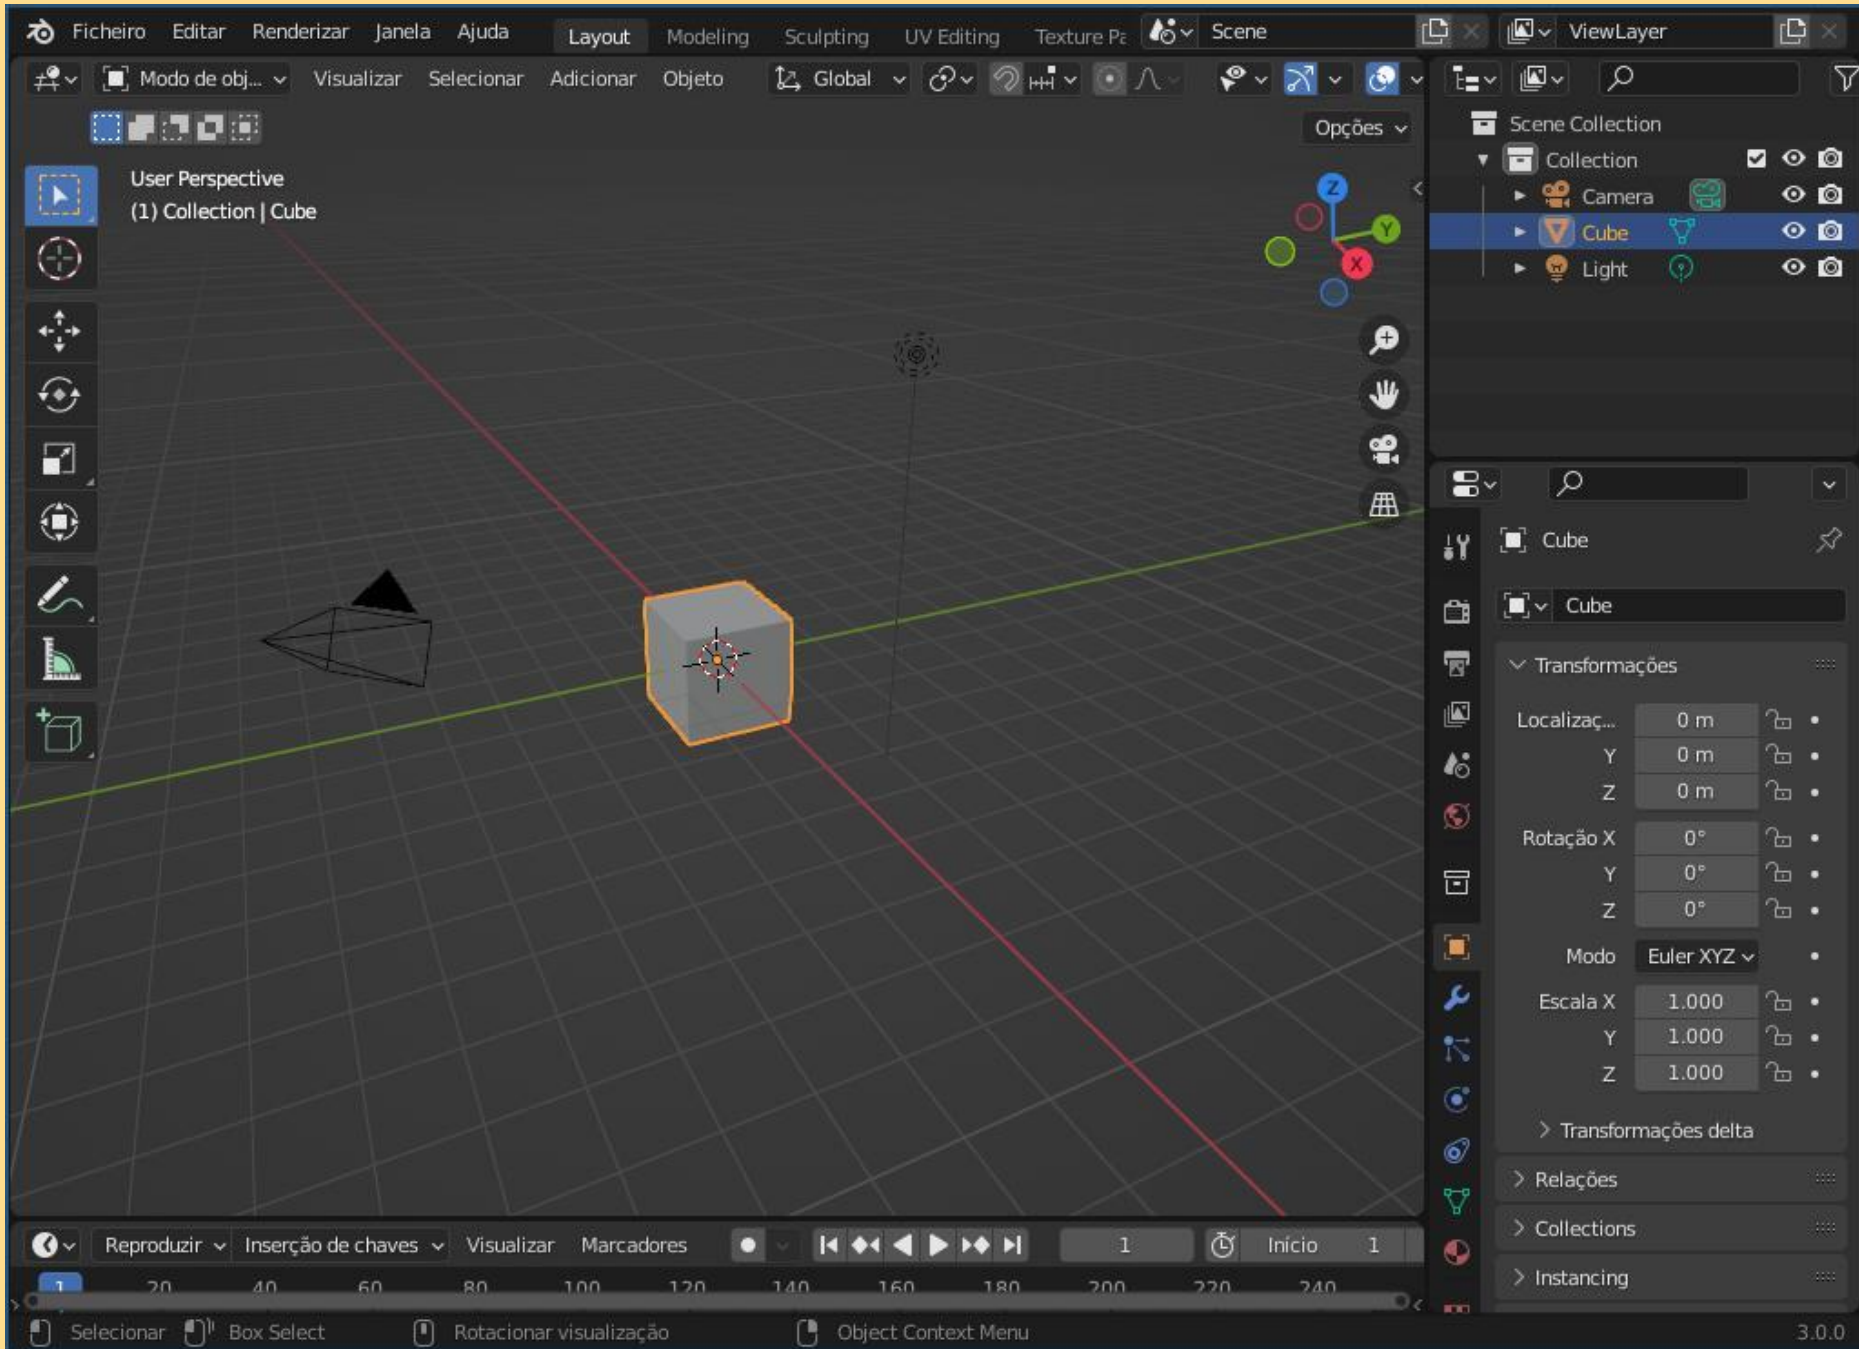 Ficheiro Editar Renderizar Janela Ajuda Layout Modeling Sculpting UV Editing Texture Pa Scene ViewLayer
Modo de obj... Visualizar Selecionar Adicionar Objeto Global
Opções
User Perspective
(1) Collection | Cube
Z
Y
X
Scene Collection
Collection
Camera
Cube
Light
Cube
Cube
Transformações
Localizaç... 0 m
Y 0 m
Z 0 m
Rotação X 0°
Y 0°
Z 0°
Modo Euler XYZ
Escala X 1.000
Y 1.000
Z 1.000
Transformações delta
Relações
Collections
Instancing
Reproduzir Inserção de chaves Visualizar Marcadores 1 Início 1
1 20 40 60 80 100 120 140 160 180 200 220 240
Selecionar Box Select Rotacionar visualização Object Context Menu 3.0.0